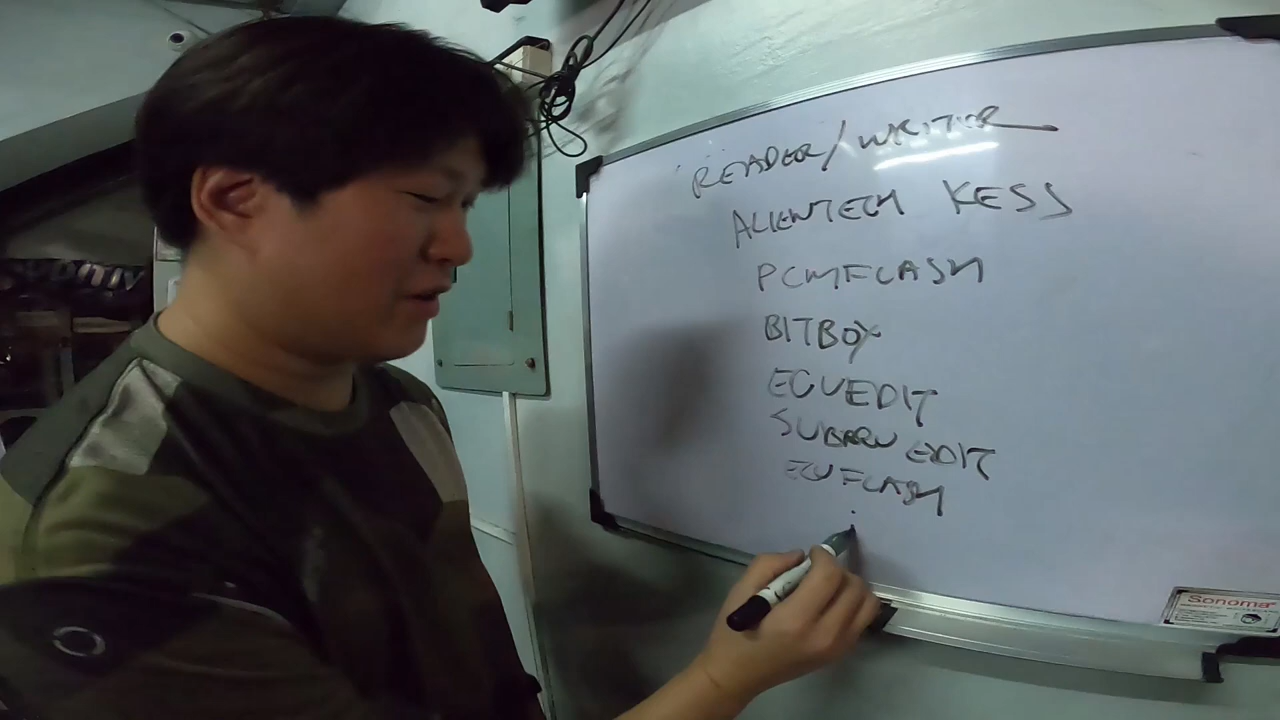 READER/WRITER
ALIENTECH KESS
PCMFLASH
BITBOX
ECUEDIT
SUBARU EDIT
ECUFLASH
Sonoma